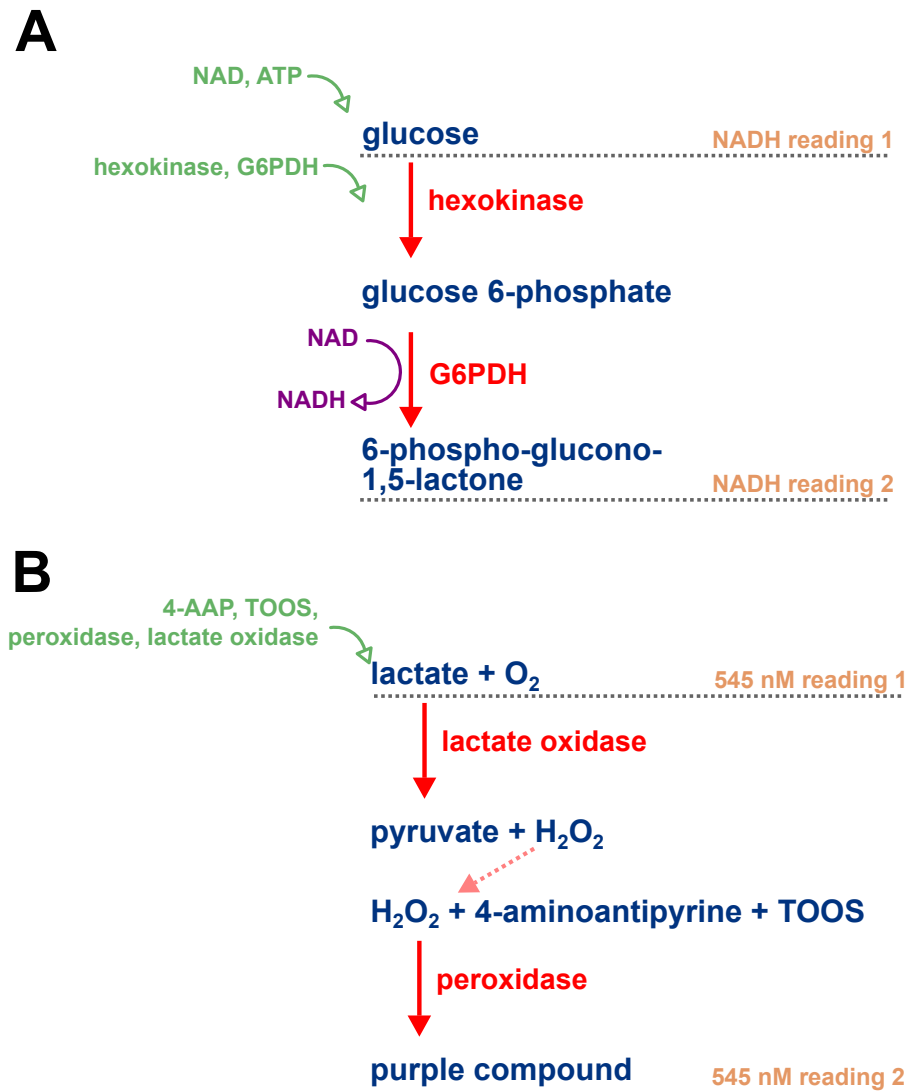 A
NAD, ATP
glucose
NADH reading 1
hexokinase, G6PDH
hexokinase
glucose 6-phosphate
NAD
G6PDH
NADH
6-phospho-glucono-
1,5-lactone
NADH reading 2
B
4-AAP, TOOS,
peroxidase, lactate oxidase
lactate + O₂
545 nM reading 1
lactate oxidase
pyruvate + H₂O₂
H₂O₂ + 4-aminoantipyrine + TOOS
peroxidase
purple compound
545 nM reading 2